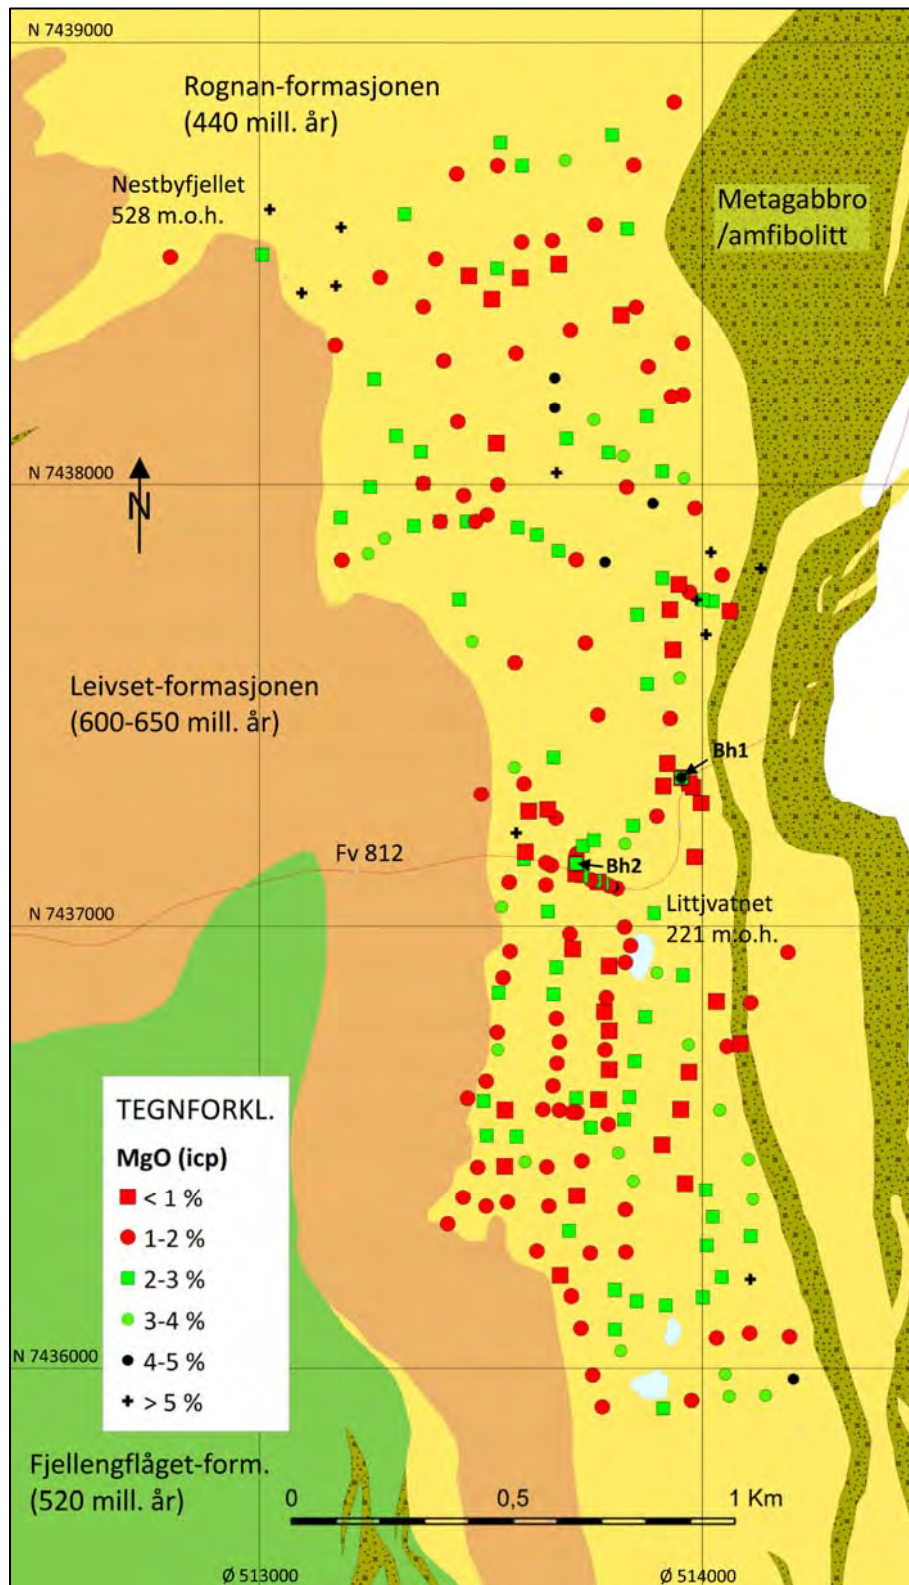 N 7439000
Rognan-formasjonen
(440 mill. år)
Nestbyfjellet
528 m.o.h.
Metagabbro
/amfibolitt
N 7438000
N
Leivset-formasjonen
(600-650 mill. år)
Bh1
Fv 812
Bh2
Littjvatnet
221 m.o.h.
N 7437000
TEGNFORKL.
MgO (icp)
< 1 %
1-2 %
2-3 %
3-4 %
4-5 %
> 5 %
N 7436000
Fjellengflåget-form.
(520 mill. år)
0 0,5 1 Km
Ø 513000 Ø 514000